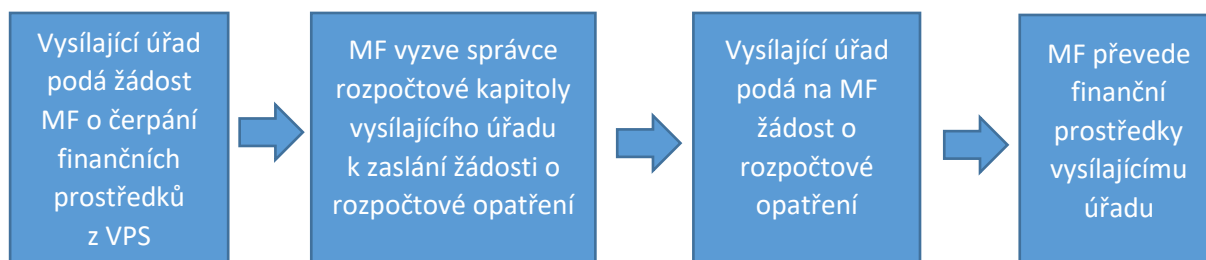 Vysílající úřad
podá žádost
MF o čerpání
finančních
prostředků
z VPS
MF vyzve správce
rozpočtové kapitoly
vysílajícího úřadu
k zaslání žádosti o
rozpočtové opatření
Vysílající úřad
podá na MF
žádost o
rozpočtové
opatření
MF převede
finanční
prostředky
vysílajícímu
úřadu